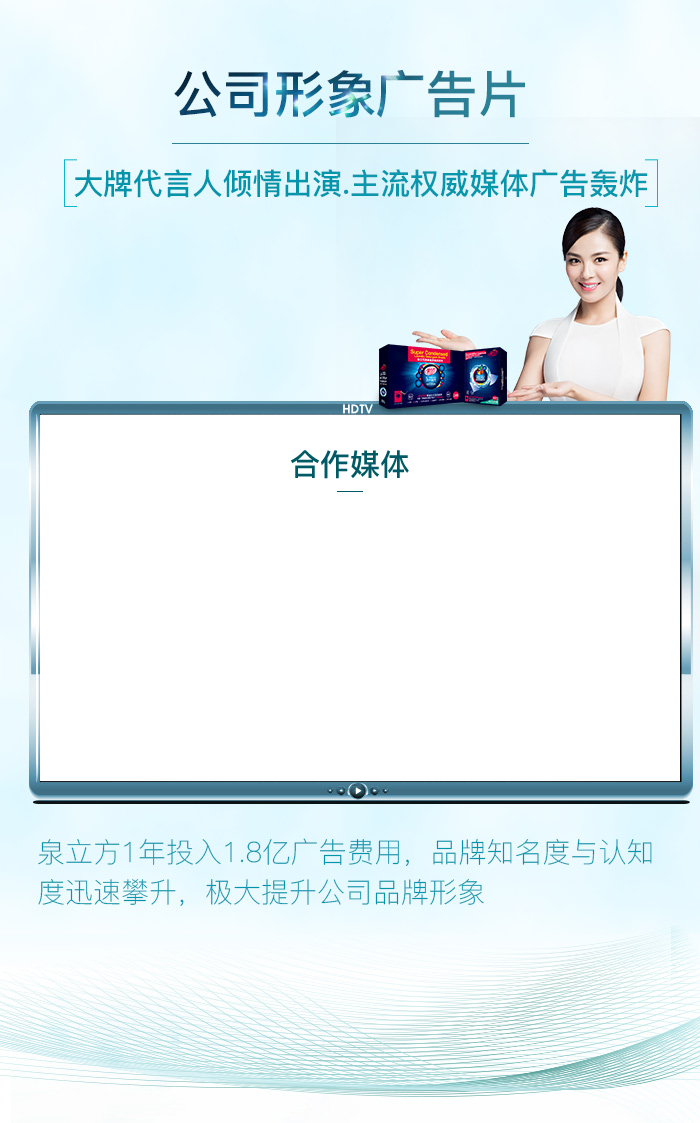 公司形象广告片
大牌代言人倾情出演.主流权威媒体广告轰炸
Super Condensed
HDTV
合作媒体
泉立方1年投入1.8亿广告费用，品牌知名度与认知
度迅速攀升，极大提升公司品牌形象